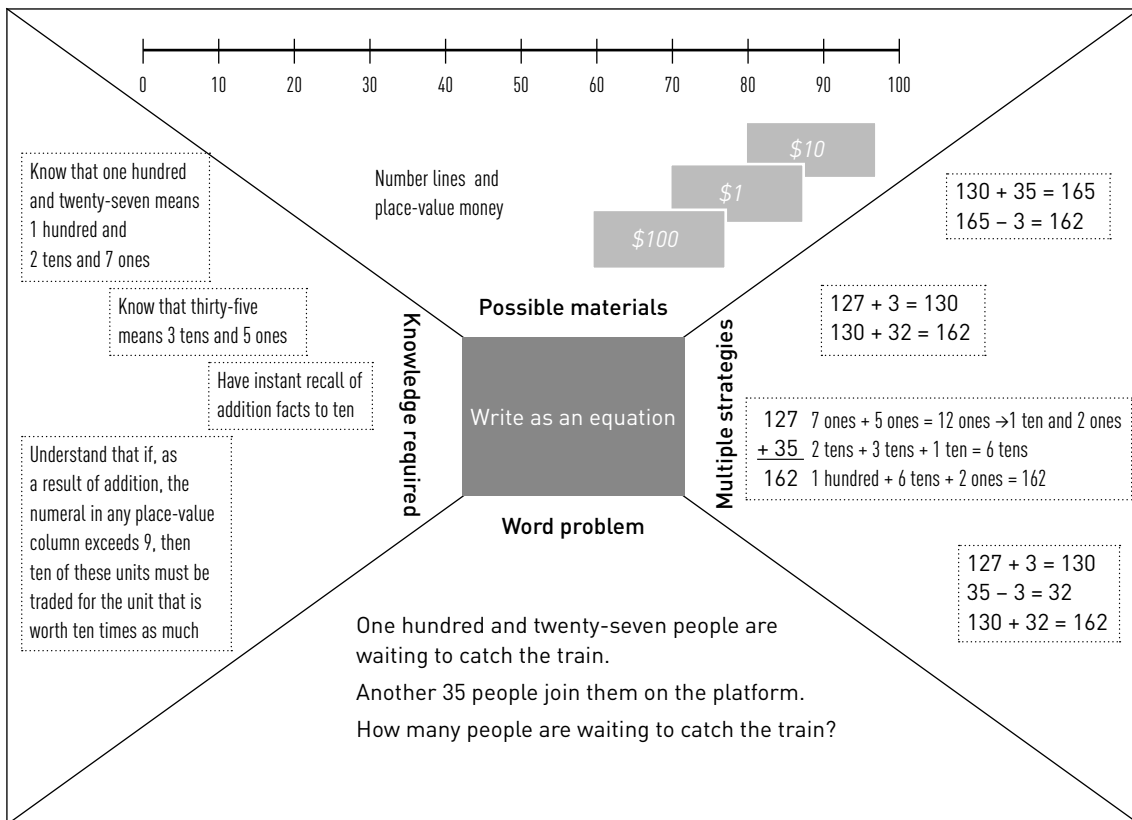 0 10 20 30 40 50 60 70 80 90 100
Number lines and
place-value money
$10
$1
$100
Possible materials
Know that one hundred
and twenty-seven means
1 hundred and
2 tens and 7 ones
Know that thirty-five
means 3 tens and 5 ones
Have instant recall of
addition facts to ten
Understand that if, as
a result of addition, the
numeral in any place-value
column exceeds 9, then
ten of these units must be
traded for the unit that is
worth ten times as much
Knowledge required
Write as an equation
Multiple strategies
130 + 35 = 165
165 – 3 = 162
127 + 3 = 130
130 + 32 = 162
127 7 ones + 5 ones = 12 ones →1 ten and 2 ones
+ 35 2 tens + 3 tens + 1 ten = 6 tens
162 1 hundred + 6 tens + 2 ones = 162
127 + 3 = 130
35 – 3 = 32
130 + 32 = 162
Word problem
One hundred and twenty-seven people are
waiting to catch the train.
Another 35 people join them on the platform.
How many people are waiting to catch the train?